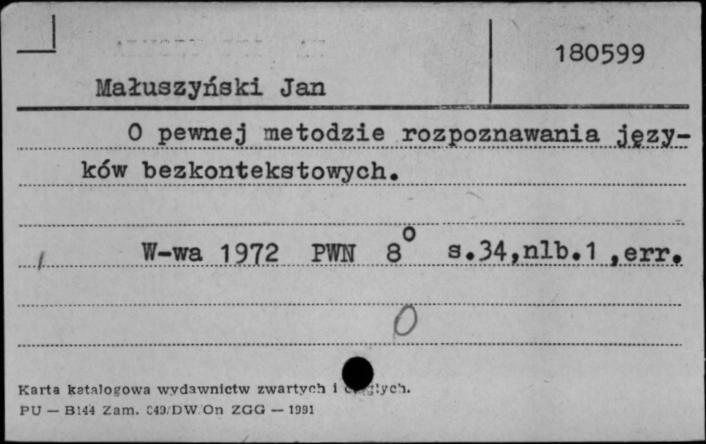 180599
Małuszyński Jan
O pewnej metodzie rozpoznawania języ-
ków bezkontekstowych.
W-wa 1972 PWN 8° s.34,nlb.1,err.
0
Karta katalogowa wydawnictw zwartych i
PU — B144 Zam. /DW/On ZGG — 1991